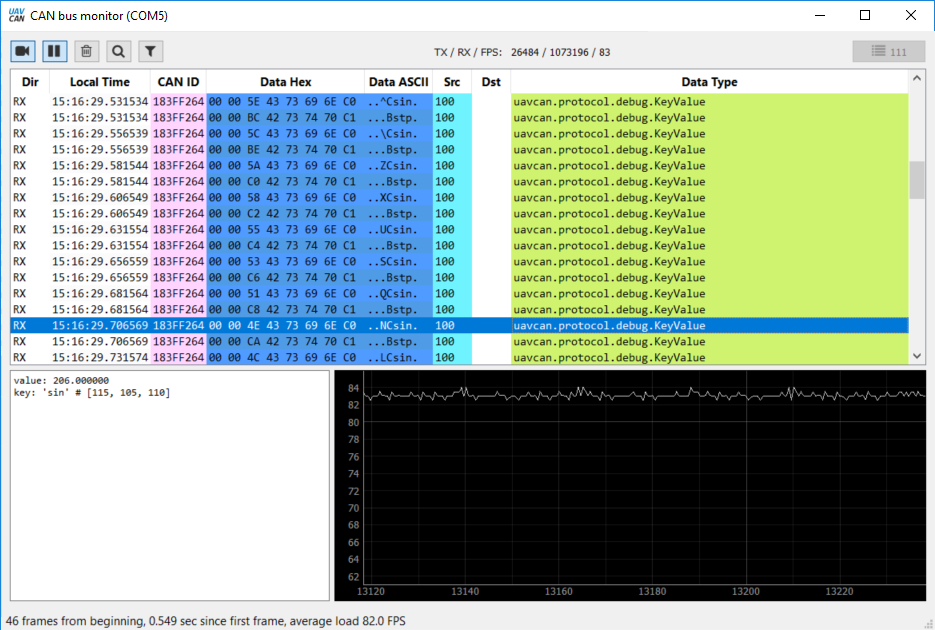 UAV
CAN CAN bus monitor (COM5)
TX / RX / FPS: 26484 / 1073196 / 83
111
Dir Local Time CAN ID Data Hex Data ASCII Src Dst Data Type
RX 15:16:29.531534 183FF264 00 00 5E 43 73 69 6E C0 ..^Csin. 100 uavcan.protocol.debug.KeyValue
RX 15:16:29.531534 183FF264 00 00 BC 42 73 74 70 C1 ...Bstp. 100 uavcan.protocol.debug.KeyValue
RX 15:16:29.556539 183FF264 00 00 5C 43 73 69 6E C0 ..\Csin. 100 uavcan.protocol.debug.KeyValue
RX 15:16:29.556539 183FF264 00 00 BE 42 73 74 70 C1 ...Bstp. 100 uavcan.protocol.debug.KeyValue
RX 15:16:29.581544 183FF264 00 00 5A 43 73 69 6E C0 ..ZCsin. 100 uavcan.protocol.debug.KeyValue
RX 15:16:29.581544 183FF264 00 00 C0 42 73 74 70 C1 ...Bstp. 100 uavcan.protocol.debug.KeyValue
RX 15:16:29.606549 183FF264 00 00 58 43 73 69 6E C0 ..XCsin. 100 uavcan.protocol.debug.KeyValue
RX 15:16:29.606549 183FF264 00 00 C2 42 73 74 70 C1 ...Bstp. 100 uavcan.protocol.debug.KeyValue
RX 15:16:29.631554 183FF264 00 00 55 43 73 69 6E C0 ..UCsin. 100 uavcan.protocol.debug.KeyValue
RX 15:16:29.631554 183FF264 00 00 C4 42 73 74 70 C1 ...Bstp. 100 uavcan.protocol.debug.KeyValue
RX 15:16:29.656559 183FF264 00 00 53 43 73 69 6E C0 ..SCsin. 100 uavcan.protocol.debug.KeyValue
RX 15:16:29.656559 183FF264 00 00 C6 42 73 74 70 C1 ...Bstp. 100 uavcan.protocol.debug.KeyValue
RX 15:16:29.681564 183FF264 00 00 51 43 73 69 6E C0 ..QCsin. 100 uavcan.protocol.debug.KeyValue
RX 15:16:29.681564 183FF264 00 00 C8 42 73 74 70 C1 ...Bstp. 100 uavcan.protocol.debug.KeyValue
RX 15:16:29.706569 183FF264 00 00 4E 43 73 69 6E C0 ..NCsin. 100 uavcan.protocol.debug.KeyValue
RX 15:16:29.706569 183FF264 00 00 CA 42 73 74 70 C1 ...Bstp. 100 uavcan.protocol.debug.KeyValue
RX 15:16:29.731574 183FF264 00 00 4C 43 73 69 6E C0 ..LCsin. 100 uavcan.protocol.debug.KeyValue
value: 206.000000
key: 'sin' # [115, 105, 110]
84
82
80
78
76
74
72
70
68
66
64
62
13120 13140 13160 13180 13200 13220
46 frames from beginning, 0.549 sec since first frame, average load 82.0 FPS